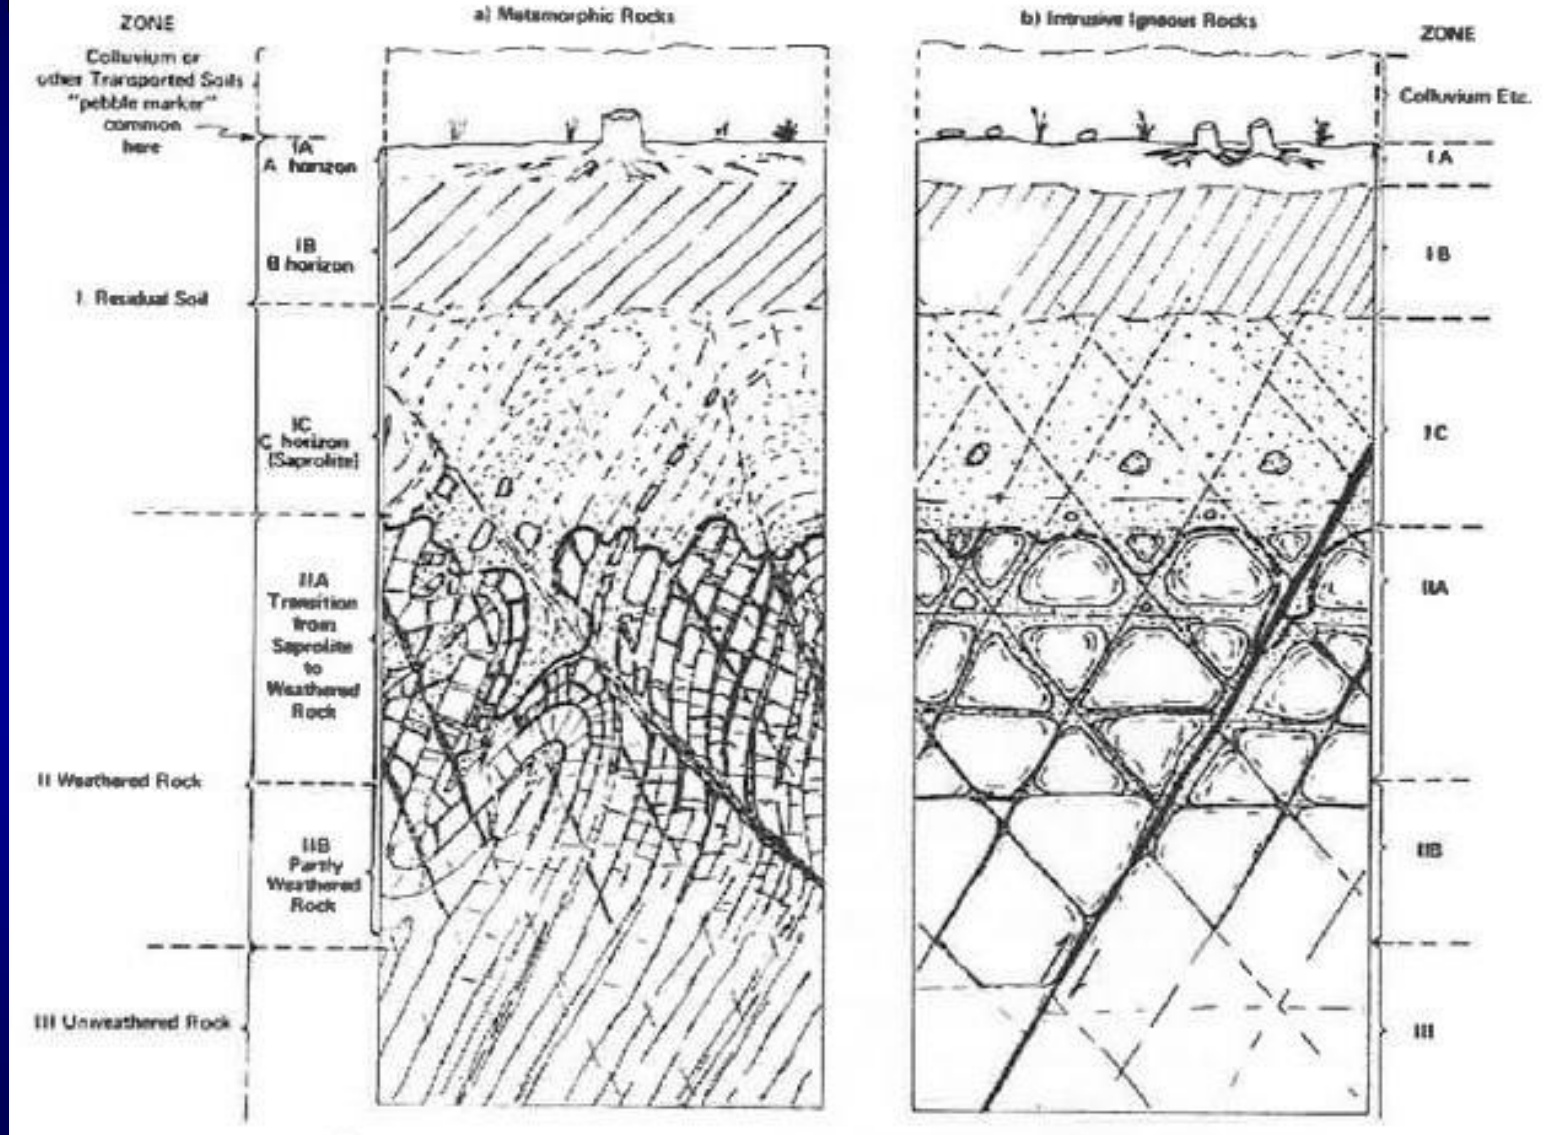 a) Metamorphic Rocks
b) Intrusive Igneous Rocks
ZONE
Colluvium or
other Transported Soils
"pebble marker"
common
here
IA
A horizon
IB
B horizon
I. Residual Soil
IC
C horizon
(Saprolite)
IIA
Transition
from
Saprolite
to
Weathered
Rock
II Weathered Rock
IIB
Partly
Weathered
Rock
III Unweathered Rock
ZONE
Colluvium Etc.
IA
IB
IC
IIA
IIB
III